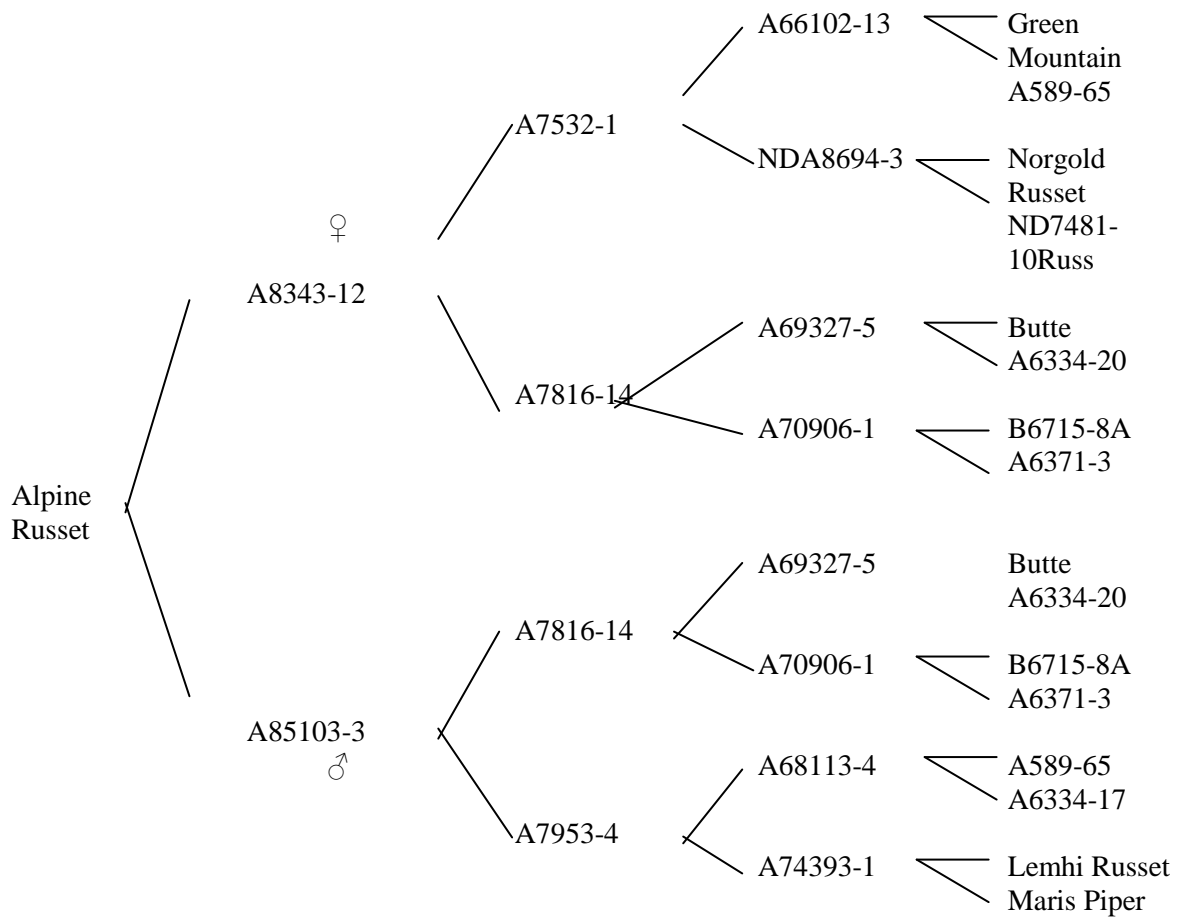 A66102-13
Green
Mountain
A589-65
A7532-1
NDA8694-3
Norgold
Russet
ND7481-
10Russ
♀
A8343-12
A69327-5
Butte
A6334-20
A7816-14
A70906-1
B6715-8A
A6371-3
Alpine
Russet
A69327-5
Butte
A6334-20
A7816-14
A70906-1
B6715-8A
A6371-3
A85103-3
♂
A68113-4
A589-65
A6334-17
A7953-4
A74393-1
Lemhi Russet
Maris Piper